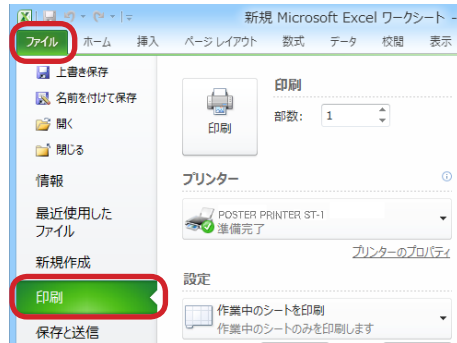 新規 Microsoft Excel ワークシート -
ファイル ホーム 挿入 ページ レイアウト 数式 データ 校閲 表示
上書き保存
名前を付けて保存
開く
閉じる
情報
最近使用した
ファイル
新規作成
印刷
保存と送信
印刷
印刷
部数: 1
プリンター
POSTER PRINTER ST-1
準備完了
プリンターのプロパティ
設定
作業中のシートを印刷
作業中のシートのみを印刷します